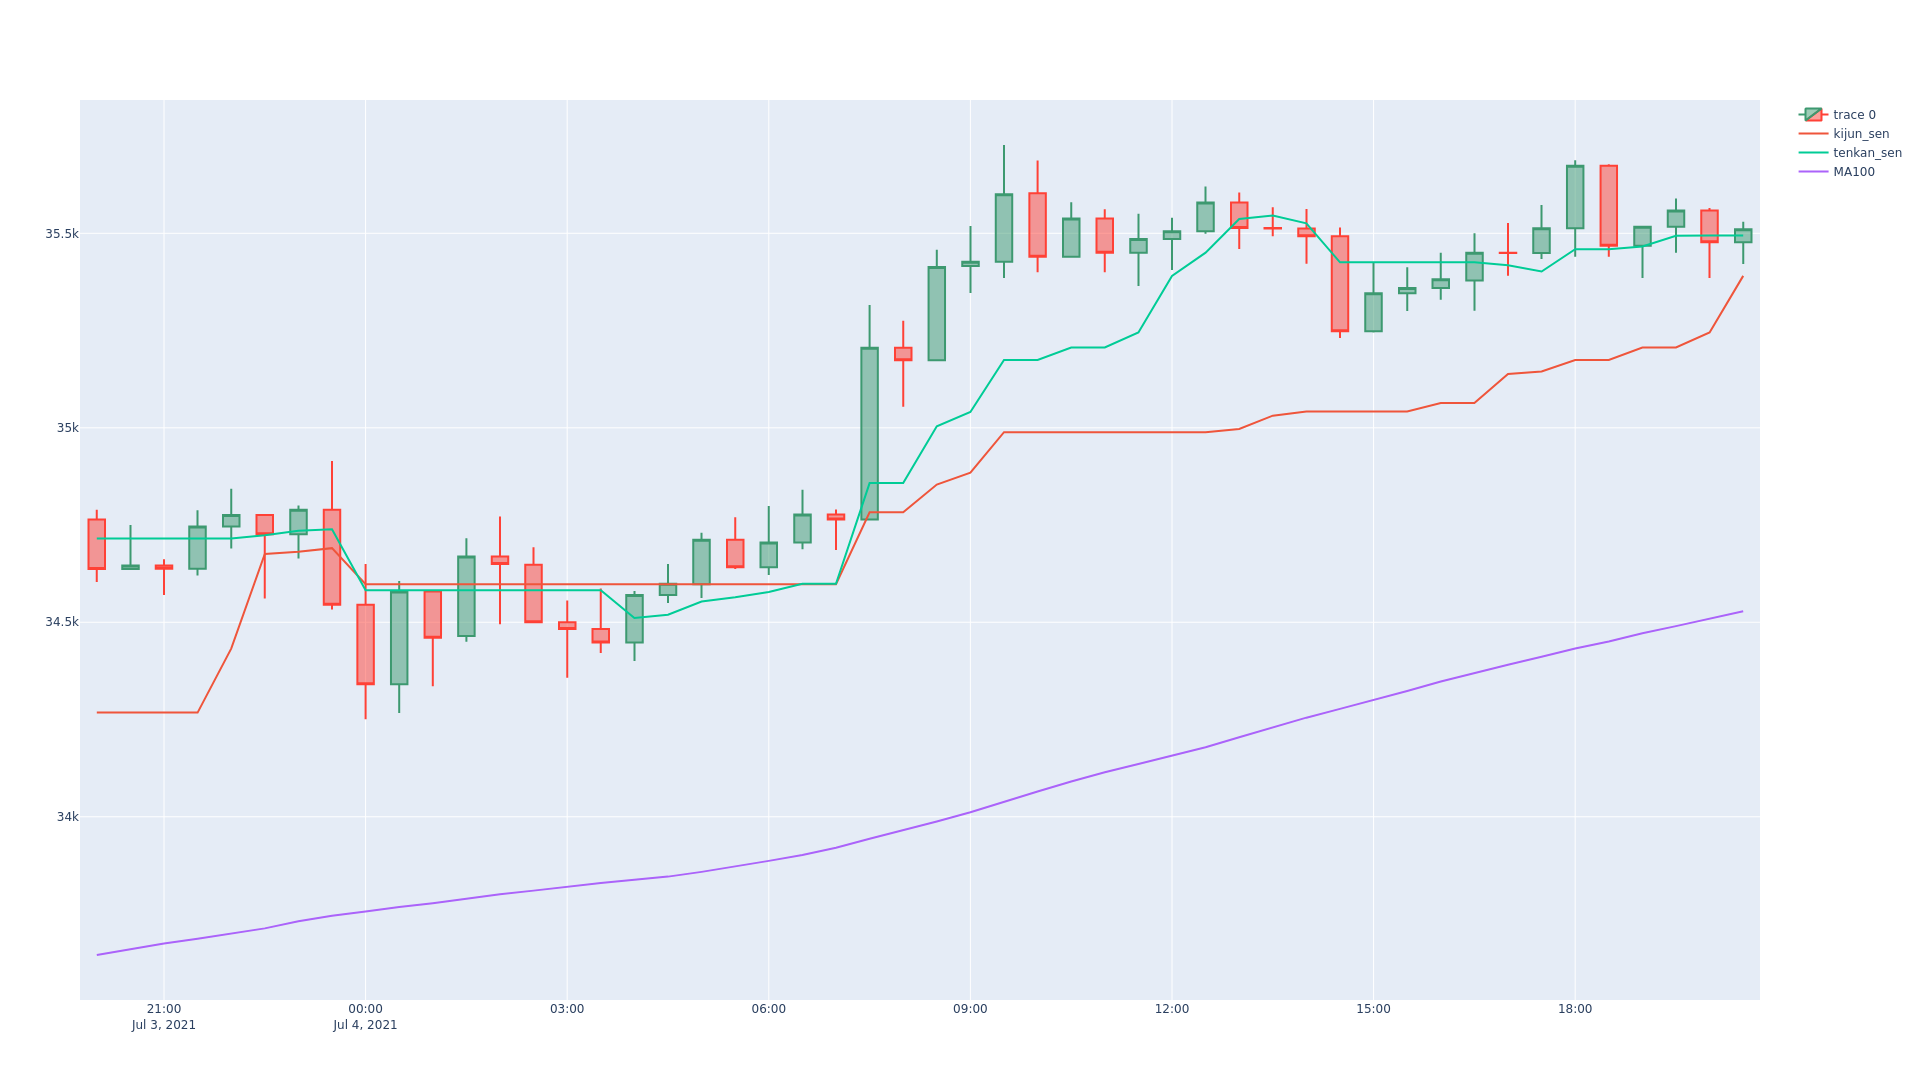 trace 0
kijun_sen
tenkan_sen
MA100
35.5k
35k
34.5k
34k
21:00 00:00 03:00 06:00 09:00 12:00 15:00 18:00
Jul 3, 2021 Jul 4, 2021